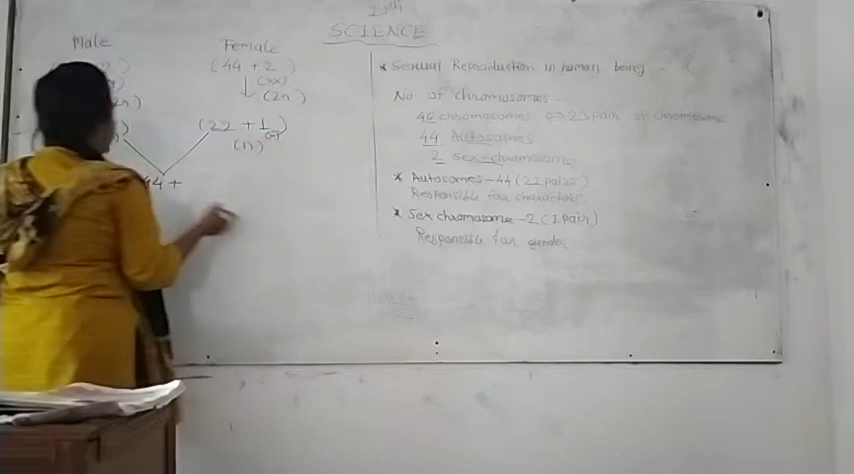 13th
SCIENCE
Male
Female
(44 + 2)
(xx)
(2n)
(22 + 1
(n)
44 +
* Sexual Reproduction in human being
No. of chromosomes -
46 chromosomes 23 pair of chromosome
44 Autosomes
2 sex-chromosome
* Autosomes - 44 (22 pairs)
Responsible for characters.
* Sex chromosome - 2 (1 pair)
Responsible for gender